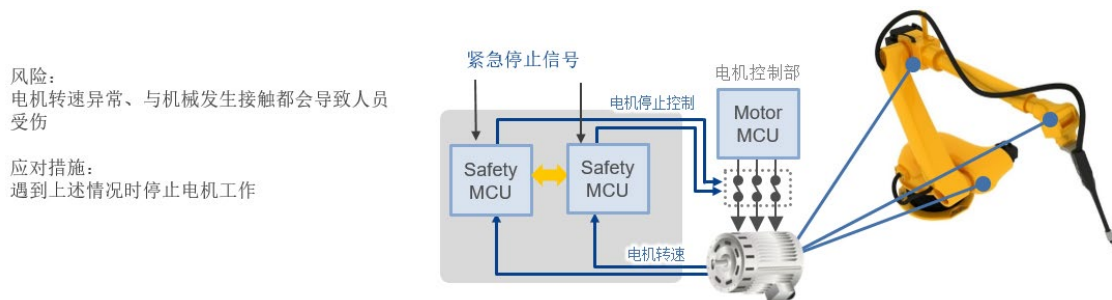 风险：
电机转速异常、与机械发生接触都会导致人员
受伤
应对措施：
遇到上述情况时停止电机工作
紧急停止信号
电机控制部
电机停止控制
Motor
MCU
Safety
MCU
Safety
MCU
电机转速